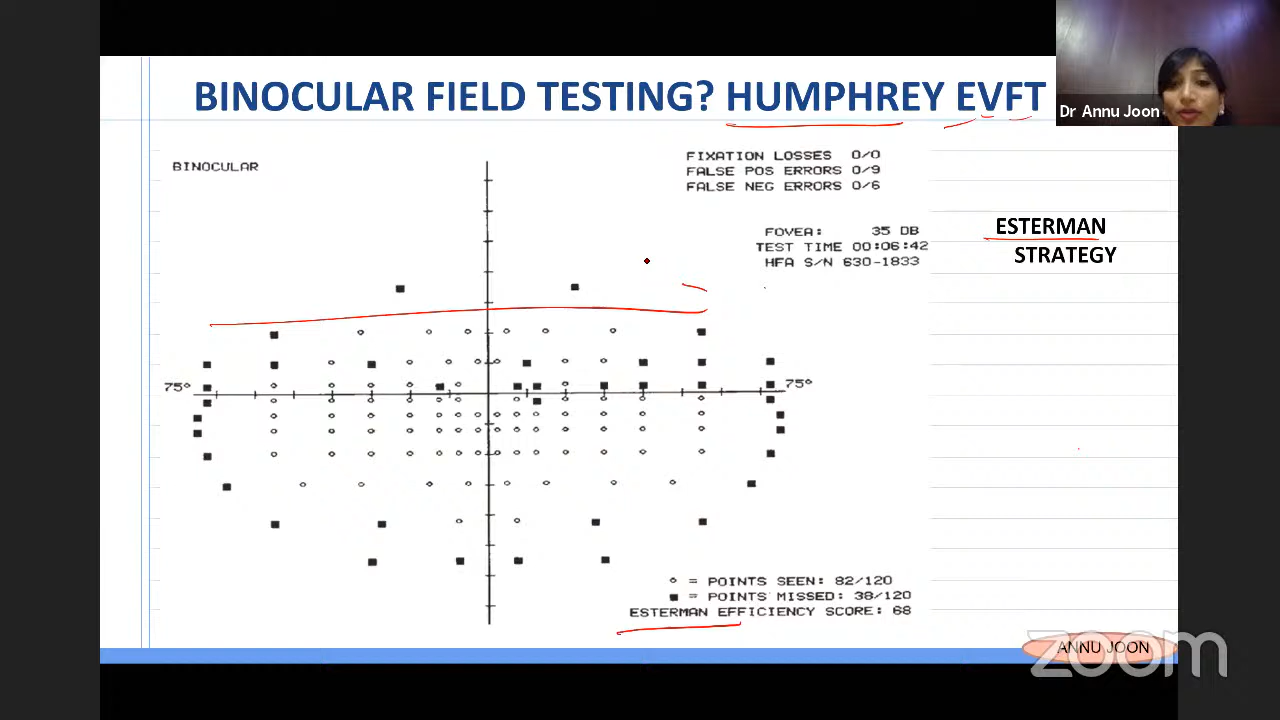 BINOCULAR FIELD TESTING? HUMPHREY EVFT
Dr Annu Joon
BINOCULAR
FIXATION LOSSES 0/0
FALSE POS ERRORS 0/9
FALSE NEG ERRORS 0/6
FOVEA: 35 DB
TEST TIME 00:06:42
HFA S/N 630-1833
ESTERMAN
STRATEGY
75°
75°
= POINTS SEEN: 82/120
= POINTS MISSED: 38/120
ESTERMAN EFFICIENCY SCORE: 68
ANNU JOON
zoom